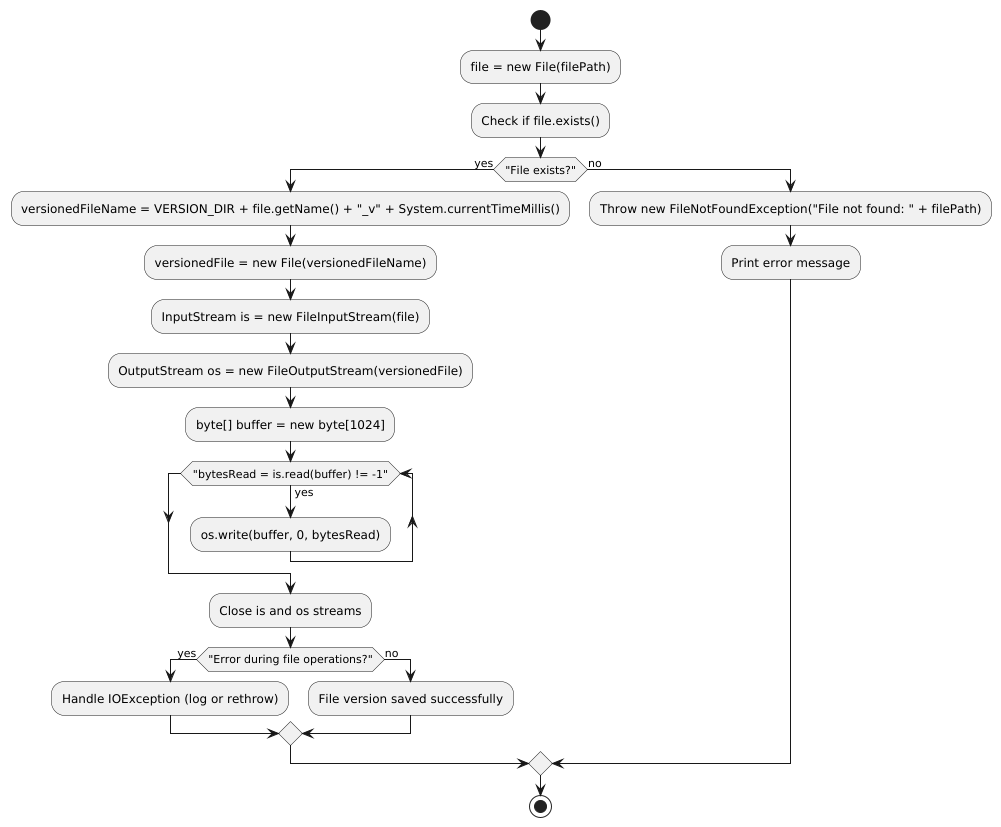 file = new File(filePath)
Check if file.exists()
yes
"File exists?"
no
versionedFileName = VERSION_DIR + file.getName() + "_v" + System.currentTimeMillis()
Throw new FileNotFoundException("File not found: " + filePath)
versionedFile = new File(versionedFileName)
Print error message
InputStream is = new FileInputStream(file)
OutputStream os = new FileOutputStream(versionedFile)
byte[] buffer = new byte[1024]
"bytesRead = is.read(buffer) != -1"
yes
os.write(buffer, 0, bytesRead)
Close is and os streams
yes
"Error during file operations?"
no
Handle IOException (log or rethrow)
File version saved successfully